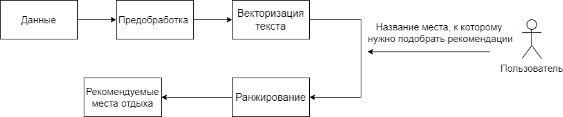 Данные
Предобработка
Векторизация
текста
Название места, к которому
нужно подобрать рекомендации
Пользователь
Рекомендуемые
места отдыха
Ранжирование